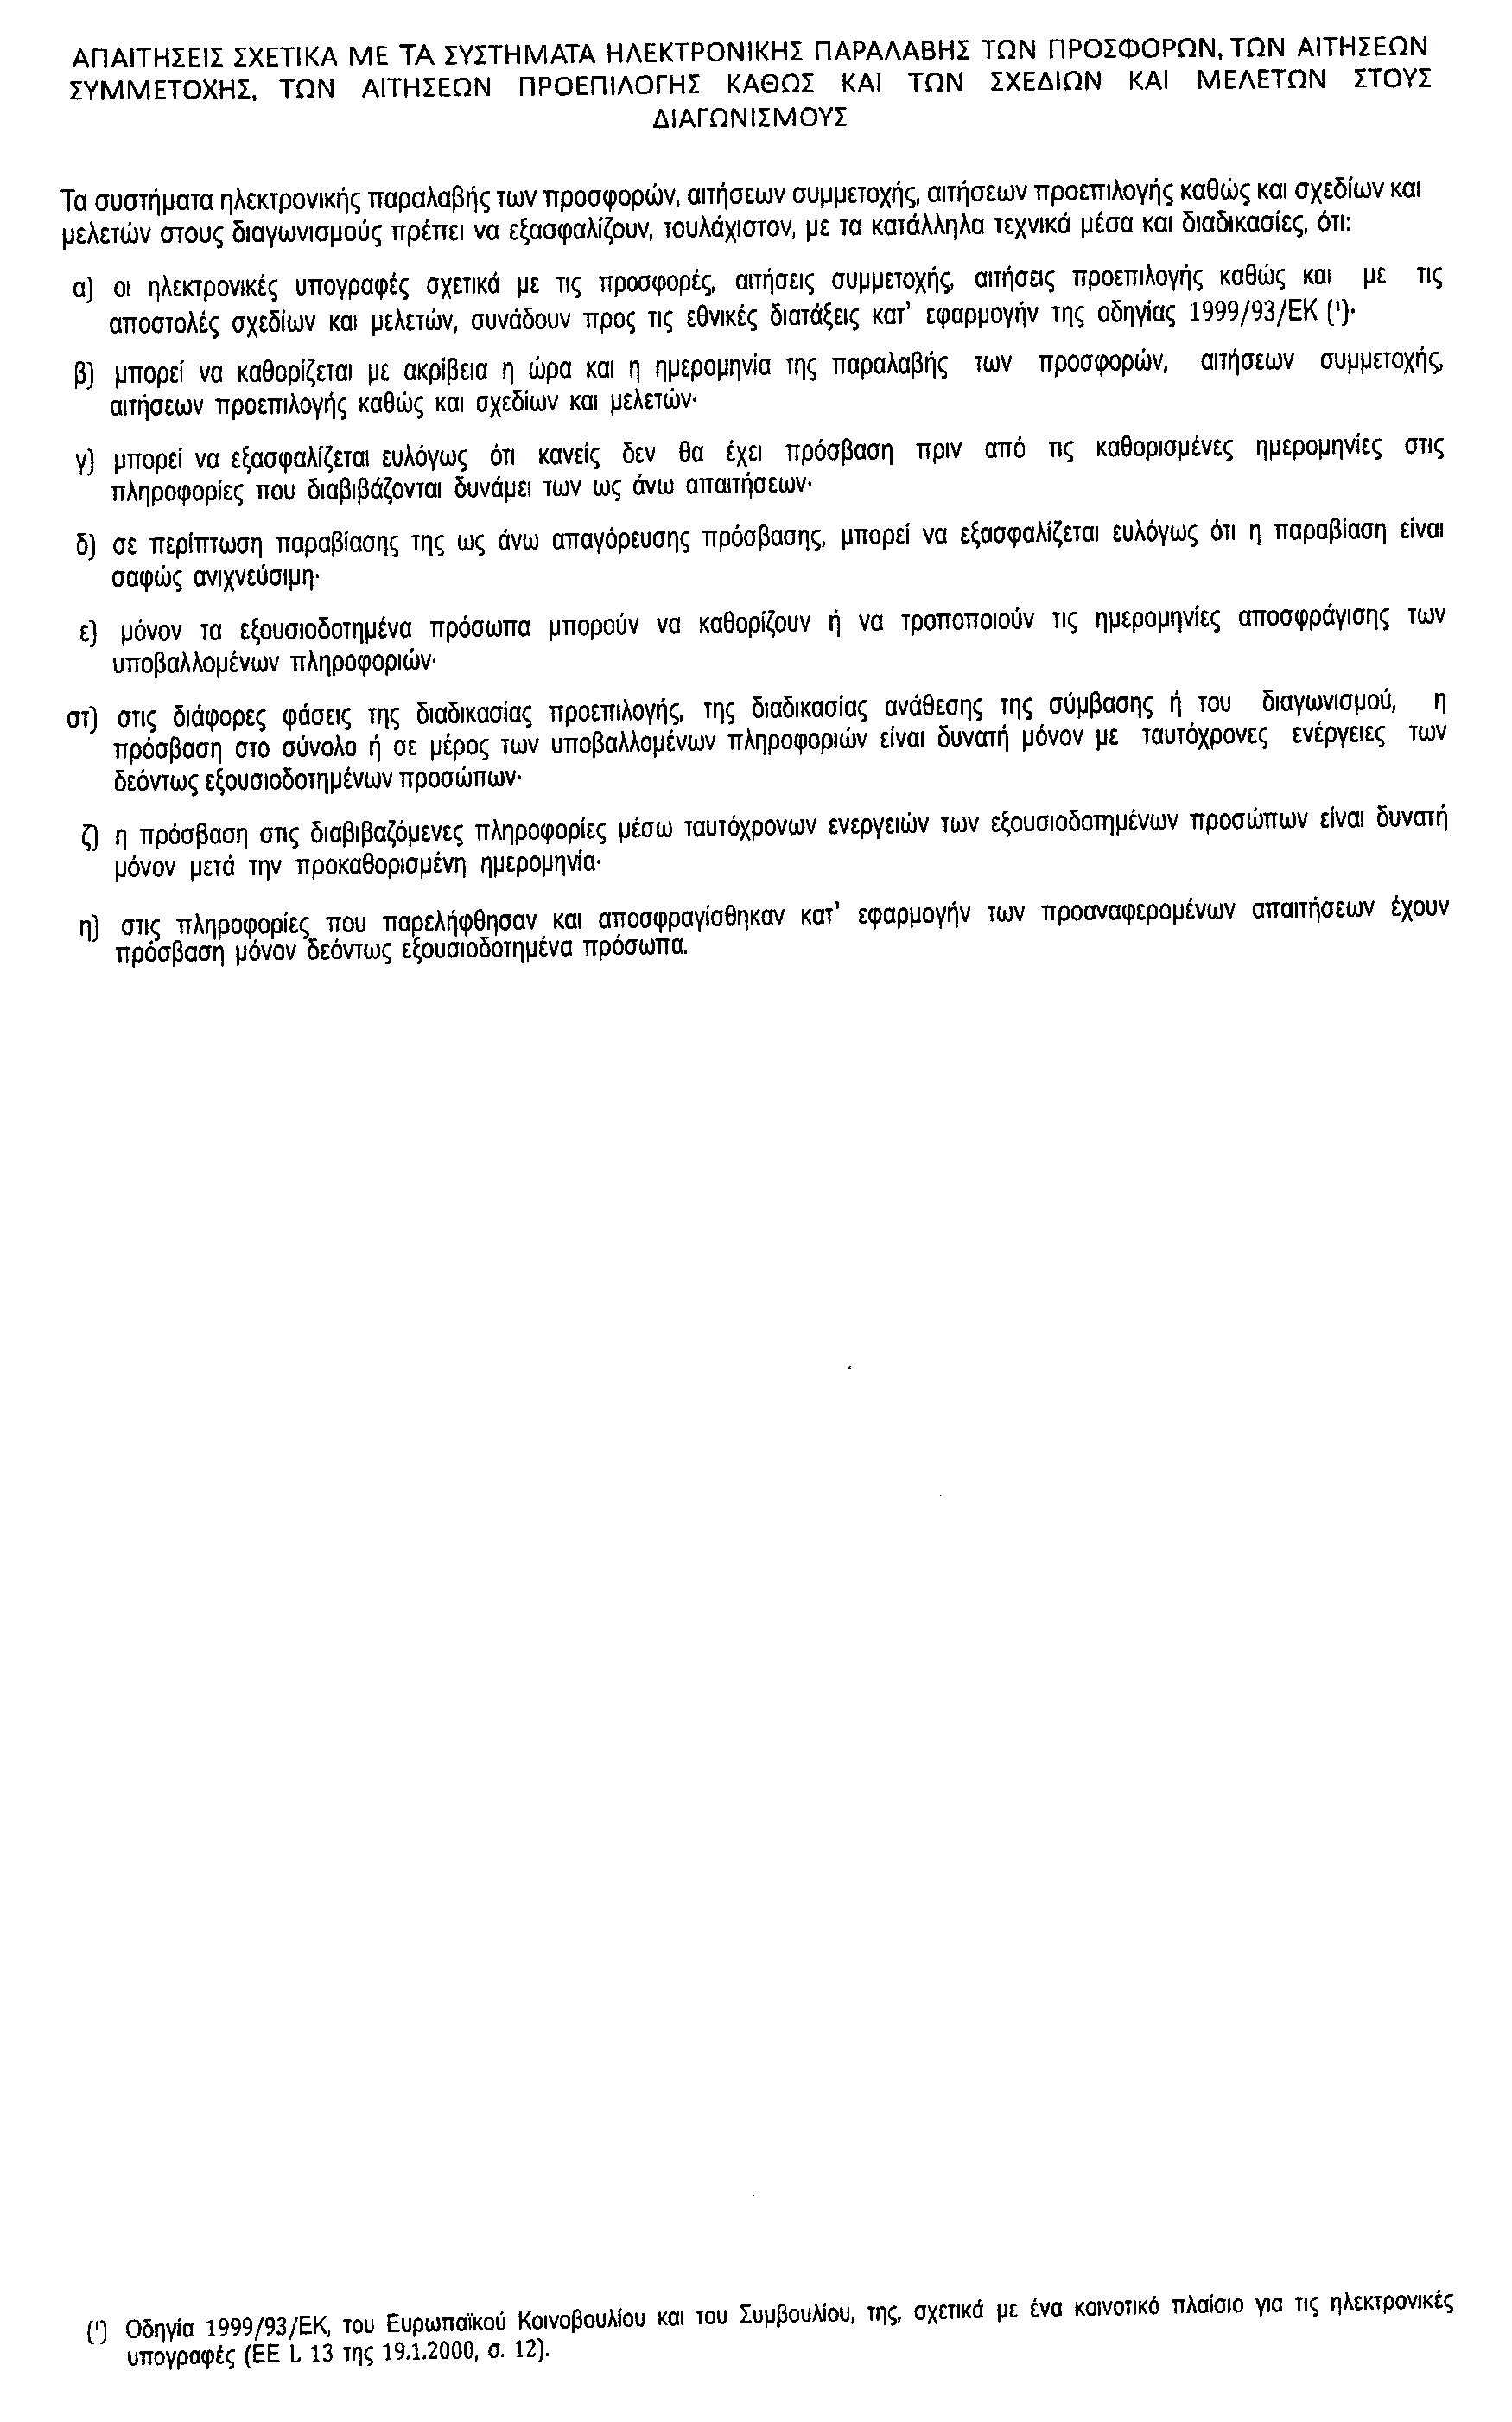 ΑΠΑΙΤΗΣΕΙΣ ΣΧΕΤΙΚΑ ΜΕ ΤΑ ΣΥΣΤΗΜΑΤΑ ΗΛΕΚΤΡΟΝΙΚΗΣ ΠΑΡΑΛΑΒΗΣ ΤΩΝ ΠΡΟΣΦΟΡΩΝ, ΤΩΝ ΑΙΤΗΣΕΩΝ
ΣΥΜΜΕΤΟΧΗΣ, ΤΩΝ ΑΙΤΗΣΕΩΝ ΠΡΟΕΠΙΛΟΓΗΣ ΚΑΘΩΣ ΚΑΙ ΤΩΝ ΣΧΕΔΙΩΝ ΚΑΙ ΜΕΛΕΤΩΝ ΣΤΟΥΣ
ΔΙΑΓΩΝΙΣΜΟΥΣ
Τα συστήματα ηλεκτρονικής παραλαβής των προσφορών, αιτήσεων συμμετοχής, αιτήσεων προεπιλογής καθώς και σχεδίων και
μελετών στους διαγωνισμούς πρέπει να εξασφαλίζουν, τουλάχιστον, με τα κατάλληλα τεχνικά μέσα και διαδικασίες, ότι:
α) οι ηλεκτρονικές υπογραφές σχετικά με τις προσφορές, αιτήσεις συμμετοχής, αιτήσεις προεπιλογής καθώς και με τις
αποστολές σχεδίων και μελετών, συνάδουν προς τις εθνικές διατάξεις κατ' εφαρμογήν της οδηγίας 1999/93/ΕΚ (¹)·
β) μπορεί να καθορίζεται με ακρίβεια η ώρα και η ημερομηνία της παραλαβής των προσφορών, αιτήσεων συμμετοχής,
αιτήσεων προεπιλογής καθώς και σχεδίων και μελετών·
γ) μπορεί να εξασφαλίζεται ευλόγως ότι κανείς δεν θα έχει πρόσβαση πριν από τις καθορισμένες ημερομηνίες στις
πληροφορίες που διαβιβάζονται δυνάμει των ως άνω απαιτήσεων·
δ) σε περίπτωση παραβίασης της ως άνω απαγόρευσης πρόσβασης, μπορεί να εξασφαλίζεται ευλόγως ότι η παραβίαση είναι
σαφώς ανιχνεύσιμη·
ε) μόνον τα εξουσιοδοτημένα πρόσωπα μπορούν να καθορίζουν ή να τροποποιούν τις ημερομηνίες αποσφράγισης των
υποβαλλομένων πληροφοριών·
στ) στις διάφορες φάσεις της διαδικασίας προεπιλογής, της διαδικασίας ανάθεσης της σύμβασης ή του διαγωνισμού, η
πρόσβαση στο σύνολο ή σε μέρος των υποβαλλομένων πληροφοριών είναι δυνατή μόνον με ταυτόχρονες ενέργειες των
δεόντως εξουσιοδοτημένων προσώπων·
ζ) η πρόσβαση στις διαβιβαζόμενες πληροφορίες μέσω ταυτόχρονων ενεργειών των εξουσιοδοτημένων προσώπων είναι δυνατή
μόνον μετά την προκαθορισμένη ημερομηνία·
η) στις πληροφορίες που παρελήφθησαν και αποσφραγίσθηκαν κατ' εφαρμογήν των προαναφερομένων απαιτήσεων έχουν
πρόσβαση μόνον δεόντως εξουσιοδοτημένα πρόσωπα.
(¹) Οδηγία 1999/93/ΕΚ, του Ευρωπαϊκού Κοινοβουλίου και του Συμβουλίου, της, σχετικά με ένα κοινοτικό πλαίσιο για τις ηλεκτρονικές
υπογραφές (ΕΕ L 13 της 19.1.2000, σ. 12).